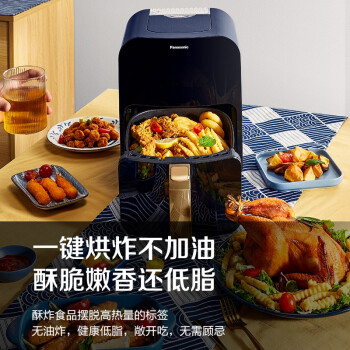 Panasonic
一键烘炸不加油
酥脆嫩香还低脂
酥炸食品摆脱高热量的标签
无油炸，健康低脂，敞开吃，无需顾忌